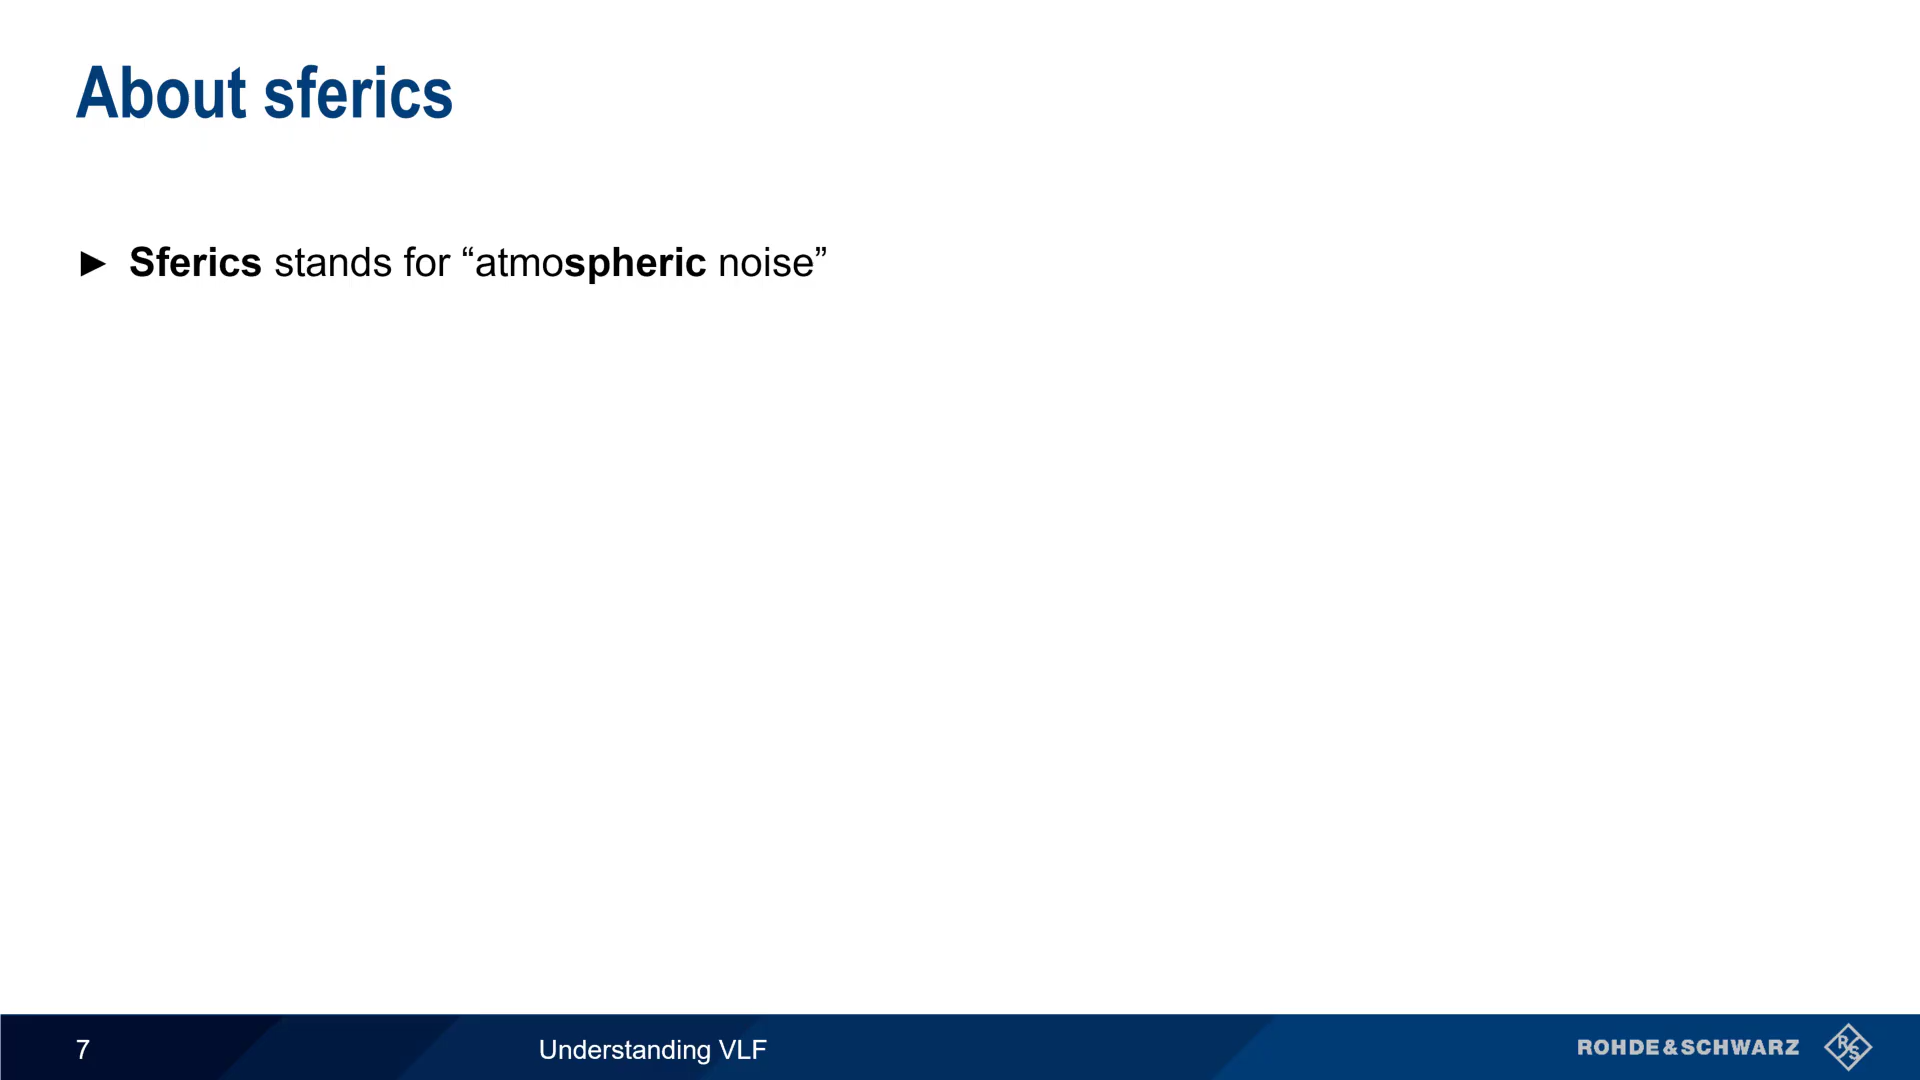 About sferics
► Sferics stands for “atmospheric noise”
7
Understanding VLF
ROHDE&SCHWARZ
R&S